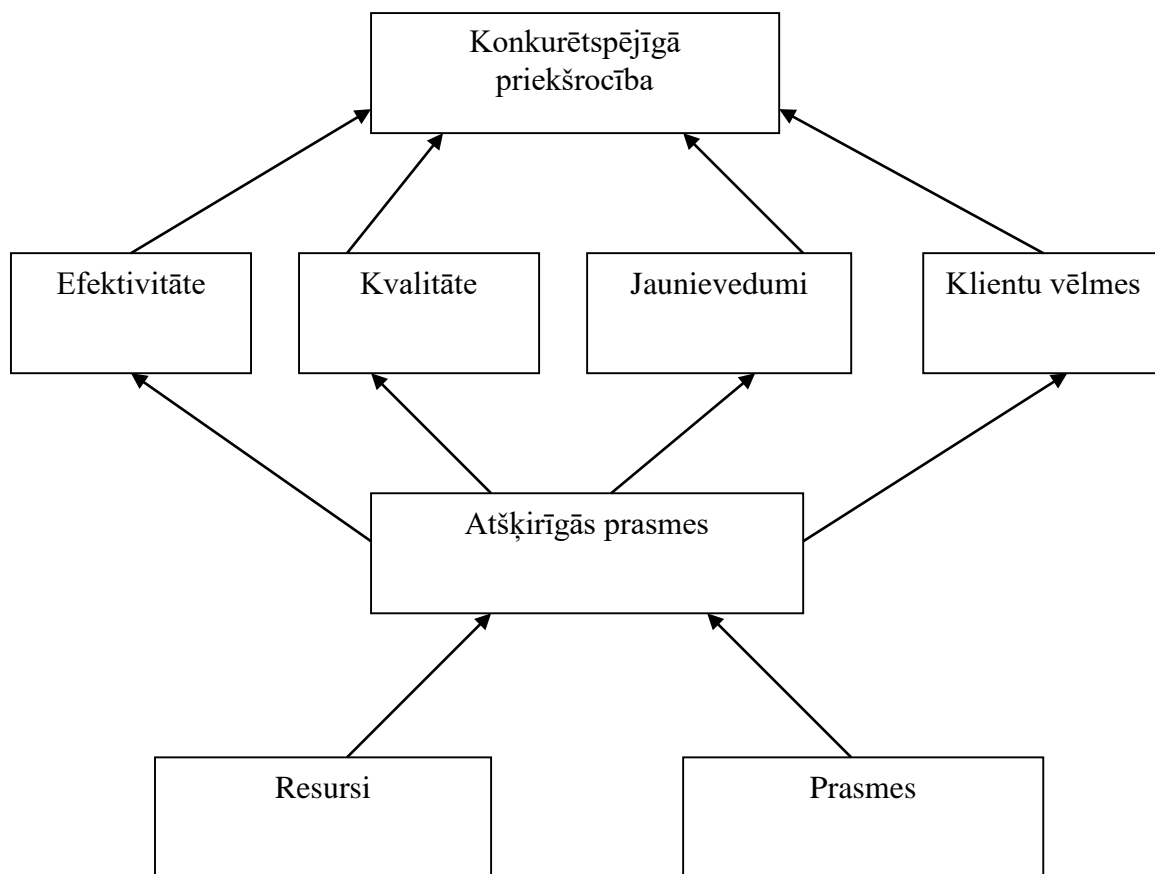 Konkurētspējīgā
priekšrocība
Efektivitāte
Kvalitāte
Jaunievedumi
Klientu vēlmes
Atšķirīgās prasmes
Resursi
Prasmes